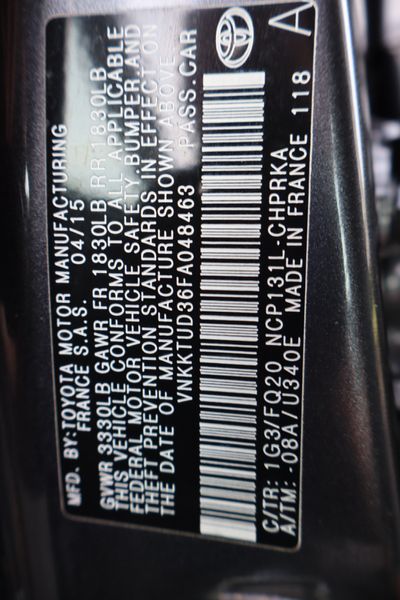 MFD. BY: TOYOTA MOTOR MANUFACTURING
FRANCE S.A.S. 04/15
GVWR 3330LB GAWR FR 1830LB RR 1830LB
THIS VEHICLE CONFORMS TO ALL APPLICABLE
FEDERAL MOTOR VEHICLE SAFETY BUMPER, AND
THEFT PREVENTION STANDARDS IN EFFECT ON
THE DATE OF MANUFACTURE SHOWN ABOVE.
VNKKTUD36FA048463 PASS.CAR
C/TR: 1G3/FQ20 NCP131L-CHPRKA
A/TM: -08A/U340E MADE IN FRANCE 118 A